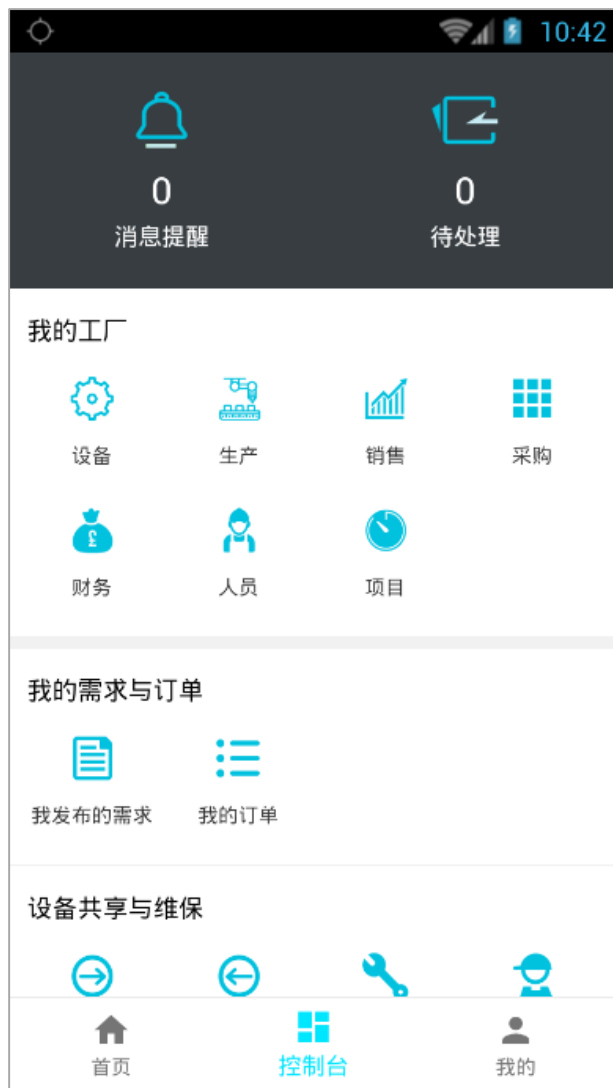 10:42
0 0
消息提醒 待处理
我的工厂
设备 生产 销售 采购
£
财务 人员 项目
我的需求与订单
我发布的需求 我的订单
设备共享与维保
首页 控制台 我的